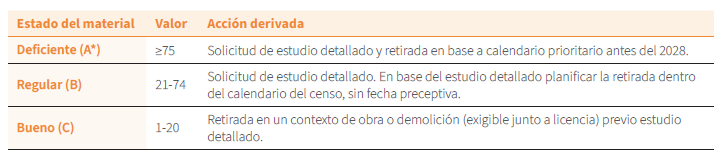 Estado del material Valor Acción derivada
Deficiente (A*) ≥75 Solicitud de estudio detallado y retirada en base a calendario prioritario antes del 2028.
Regular (B) 21-74 Solicitud de estudio detallado. En base del estudio detallado planificar la retirada dentro
del calendario del censo, sin fecha preceptiva.
Bueno (C) 1-20 Retirada en un contexto de obra o demolición (exigible junto a licencia) previo estudio
detallado.